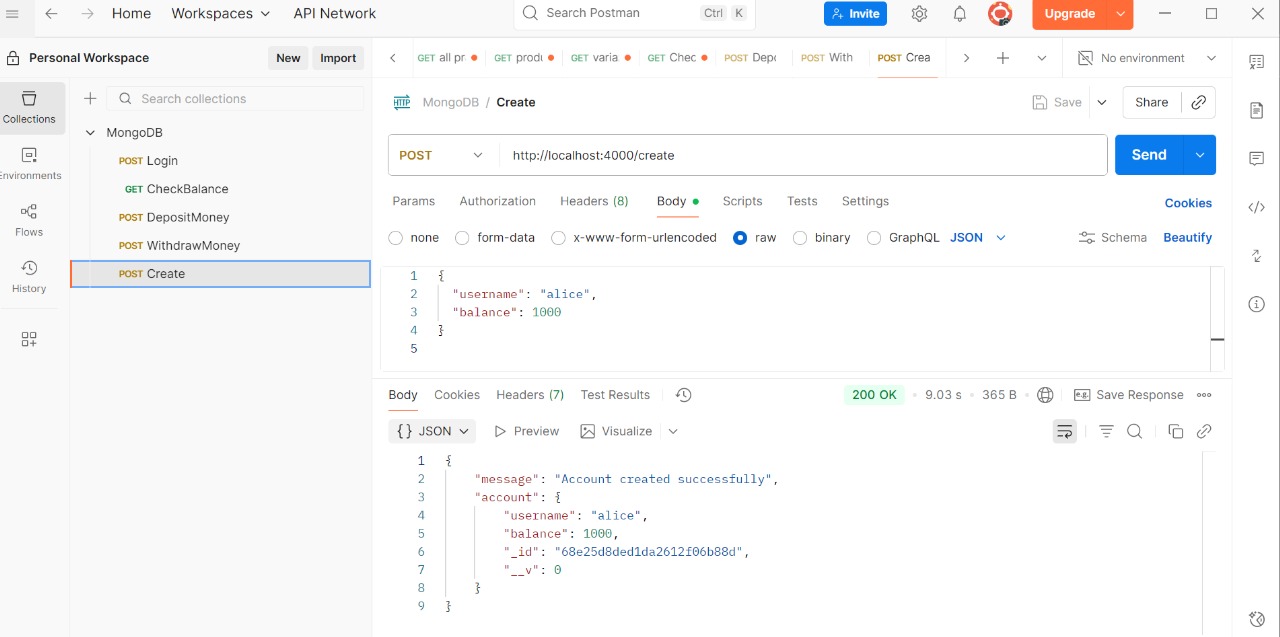 Home Workspaces API Network Search Postman Ctrl K Invite Upgrade
Personal Workspace New Import
GET all pr GET produ GET varia GET Chec POST Depo POST With POST Crea No environment
Collections
Environments
Flows
History
Search collections
MongoDB
POST Login
GET CheckBalance
POST DepositMoney
POST WithdrawMoney
POST Create
HTTP MongoDB / Create Save Share
POST http://localhost:4000/create Send
Params Authorization Headers (8) Body Scripts Tests Settings Cookies
none form-data x-www-form-urlencoded raw binary GraphQL JSON Schema Beautify
1 {
2 "username": "alice",
3 "balance": 1000
4 }
5
Body Cookies Headers (7) Test Results 200 OK • 9.03 s • 365 B • e.g. Save Response
{} JSON Preview Visualize
1 {
2 "message": "Account created successfully",
3 "account": {
4 "username": "alice",
5 "balance": 1000,
6 "_id": "68e25d8ded1da2612f06b88d",
7 "__v": 0
8 }
9 }